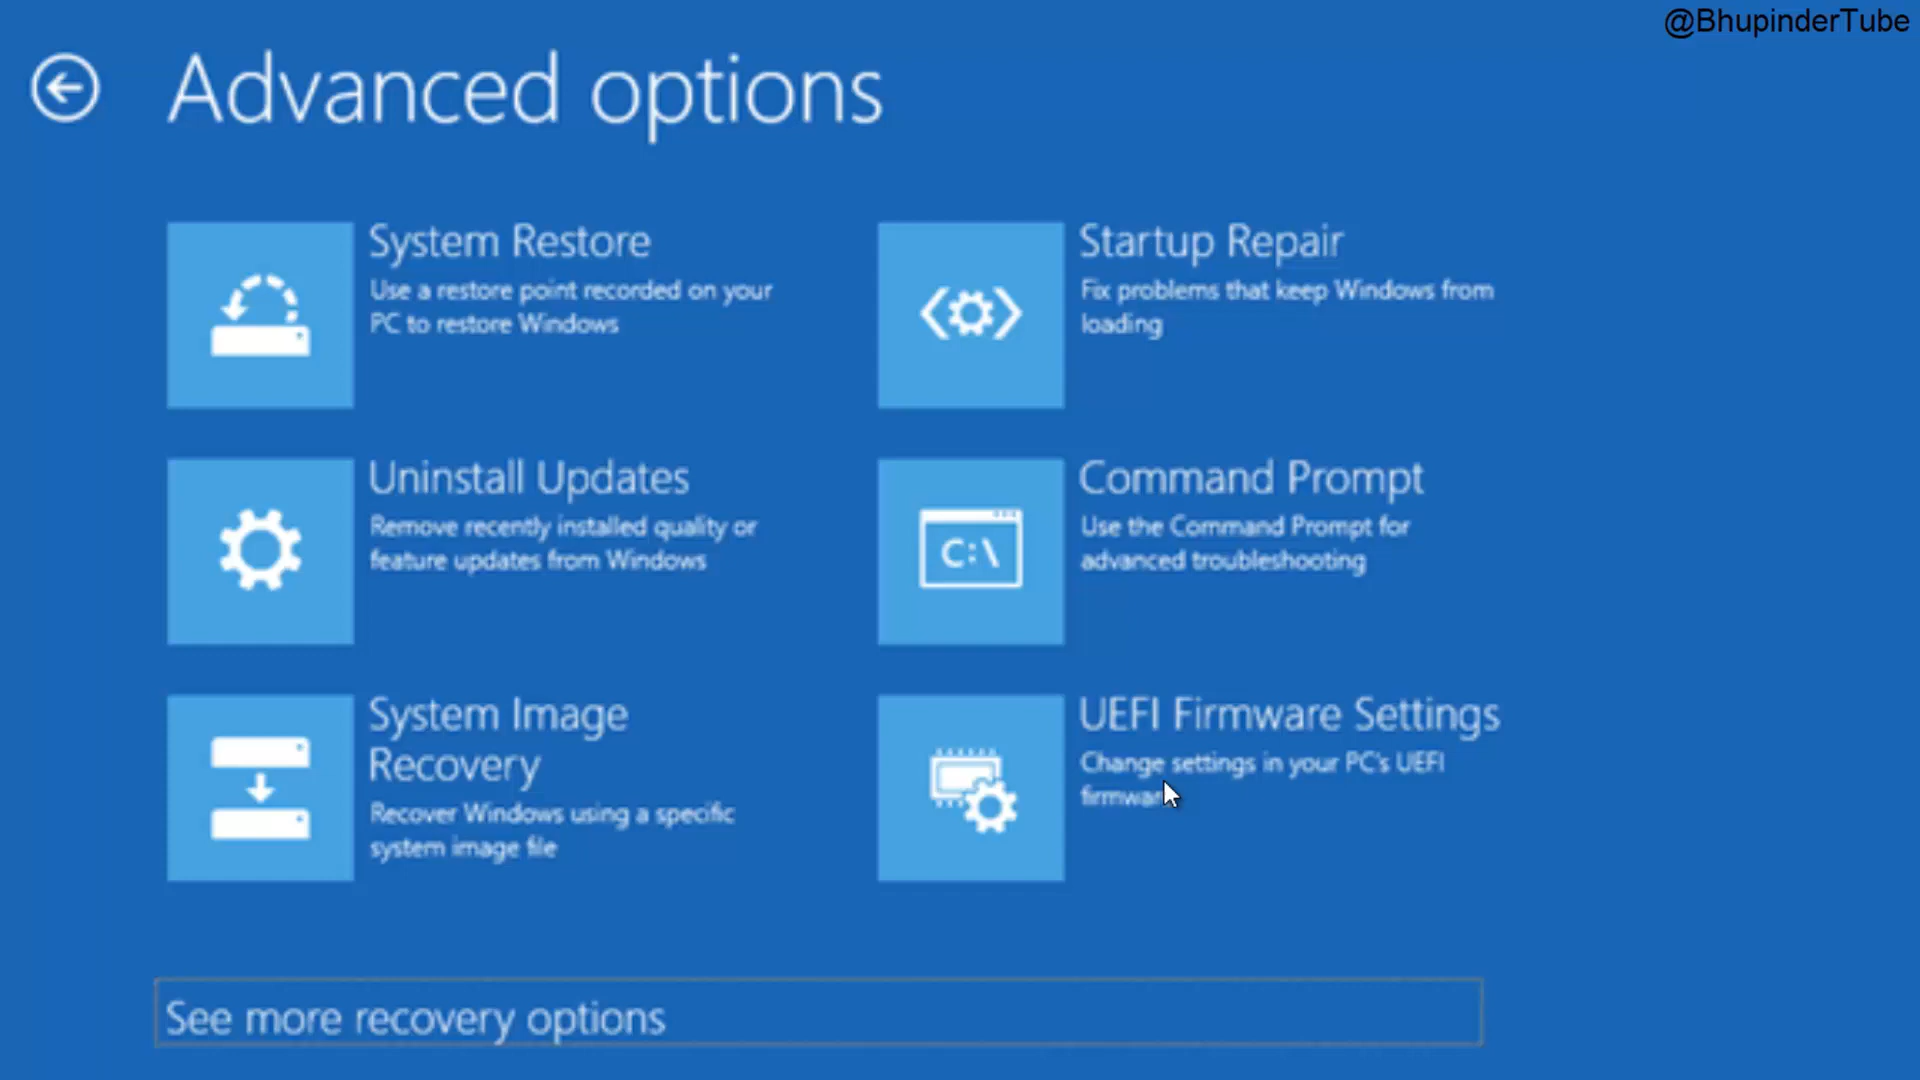 @BhupinderTube
Advanced options
System Restore
Use a restore point recorded on your
PC to restore Windows
Startup Repair
Fix problems that keep Windows from
loading
Uninstall Updates
Remove recently installed quality or
feature updates from Windows
C:\
Command Prompt
Use the Command Prompt for
advanced troubleshooting
System Image
Recovery
Recover Windows using a specific
system image file
UEFI Firmware Settings
Change settings in your PC's UEFI
firmware
See more recovery options